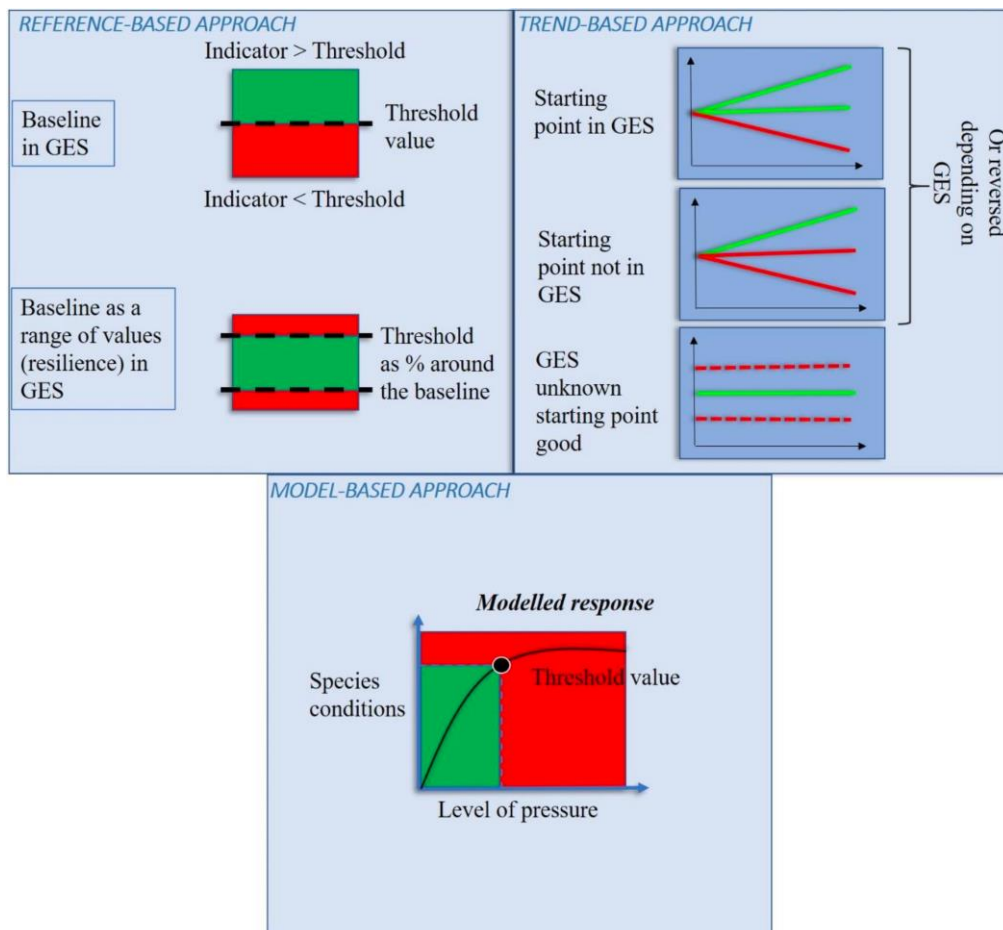 REFERENCE-BASED APPROACH
Indicator > Threshold
Baseline
in GES
Threshold
value
Indicator < Threshold
Baseline as a
range of values
(resilience) in
GES
Threshold
as % around
the baseline
TREND-BASED APPROACH
Starting
point in GES
Starting
point not in
GES
GES
unknown
starting point
good
Or reversed
depending on
GES
MODEL-BASED APPROACH
Modelled response
Species
conditions
Threshold value
Level of pressure